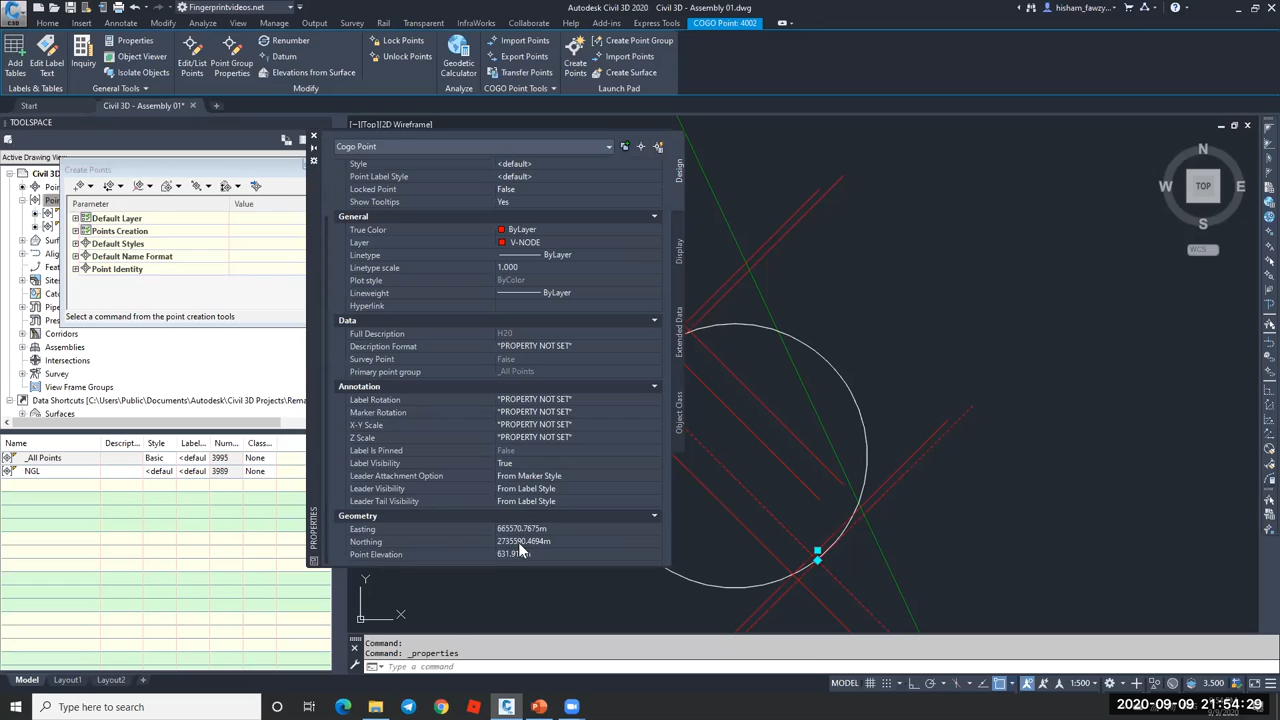 Fingerprintvideos.net
Autodesk Civil 3D 2020 - Assembly 01.dwg
hisham_fawzy...
C3D
Home
Insert
Annotate
Modify
Analyze
View
Manage
Output
Survey
Rail
Transparent
InfraWorks
Collaborate
Help
Add-ins
Express Tools
COGO Point: 4002
Add Tables
Edit Label Text
Labels & Tables
Inquiry
Properties
Object Viewer
Isolate Objects
General Tools
Edit/List Points
Point Group Properties
Renumber
Datum
Elevations from Surface
Lock Points
Unlock Points
Modify
Geodetic Calculator
Analyze
Import Points
Export Points
Transfer Points
COGO Point Tools
Create Points
Create Point Group
Import Points
Create Surface
Launch Pad
Start
Civil 3D - Assembly 01*
TOOLSPACE
[−][Top][2D Wireframe]
Active Drawing View
Civil 3D
Create Points
Parameter Value
Default Layer
Points Creation
Default Styles
Default Name Format
Point Identity
Select a command from the point creation tools
Corridors
Assemblies
Intersections
Survey
View Frame Groups
Data Shortcuts [C:\Users\Public\Documents\Autodesk\Civil 3D Projects\Rema
Surfaces
Name Descript... Style Label... Num... Class...
_All Points Basic <defaul 3995 None
NGL <defaul <defaul 3989 None
Cogo Point
Style <default>
Point Label Style <default>
Locked Point False
Show Tooltips Yes
General
True Color ByLayer
Layer V-NODE
Linetype ByLayer
Linetype scale 1.000
Plot style ByColor
Lineweight ByLayer
Hyperlink
Data
Full Description H20
Description Format *PROPERTY NOT SET*
Survey Point False
Primary point group _All Points
Annotation
Label Rotation *PROPERTY NOT SET*
Marker Rotation *PROPERTY NOT SET*
X-Y Scale *PROPERTY NOT SET*
Z Scale *PROPERTY NOT SET*
Label Is Pinned False
Label Visibility True
Leader Attachment Option From Marker Style
Leader Visibility From Label Style
Leader Tail Visibility From Label Style
Geometry
Easting 665570.7675m
Northing 2735590.4694m
Point Elevation
PROPERTIES
Design
Display
Extended Data
Object Class
N
W TOP E
S
WCS
Y
X
Command:
Command: _properties
Type a command
Model
Layout1
Layout2
MODEL
1:500
3.500
Type here to search
2020-09-09 21:54:29